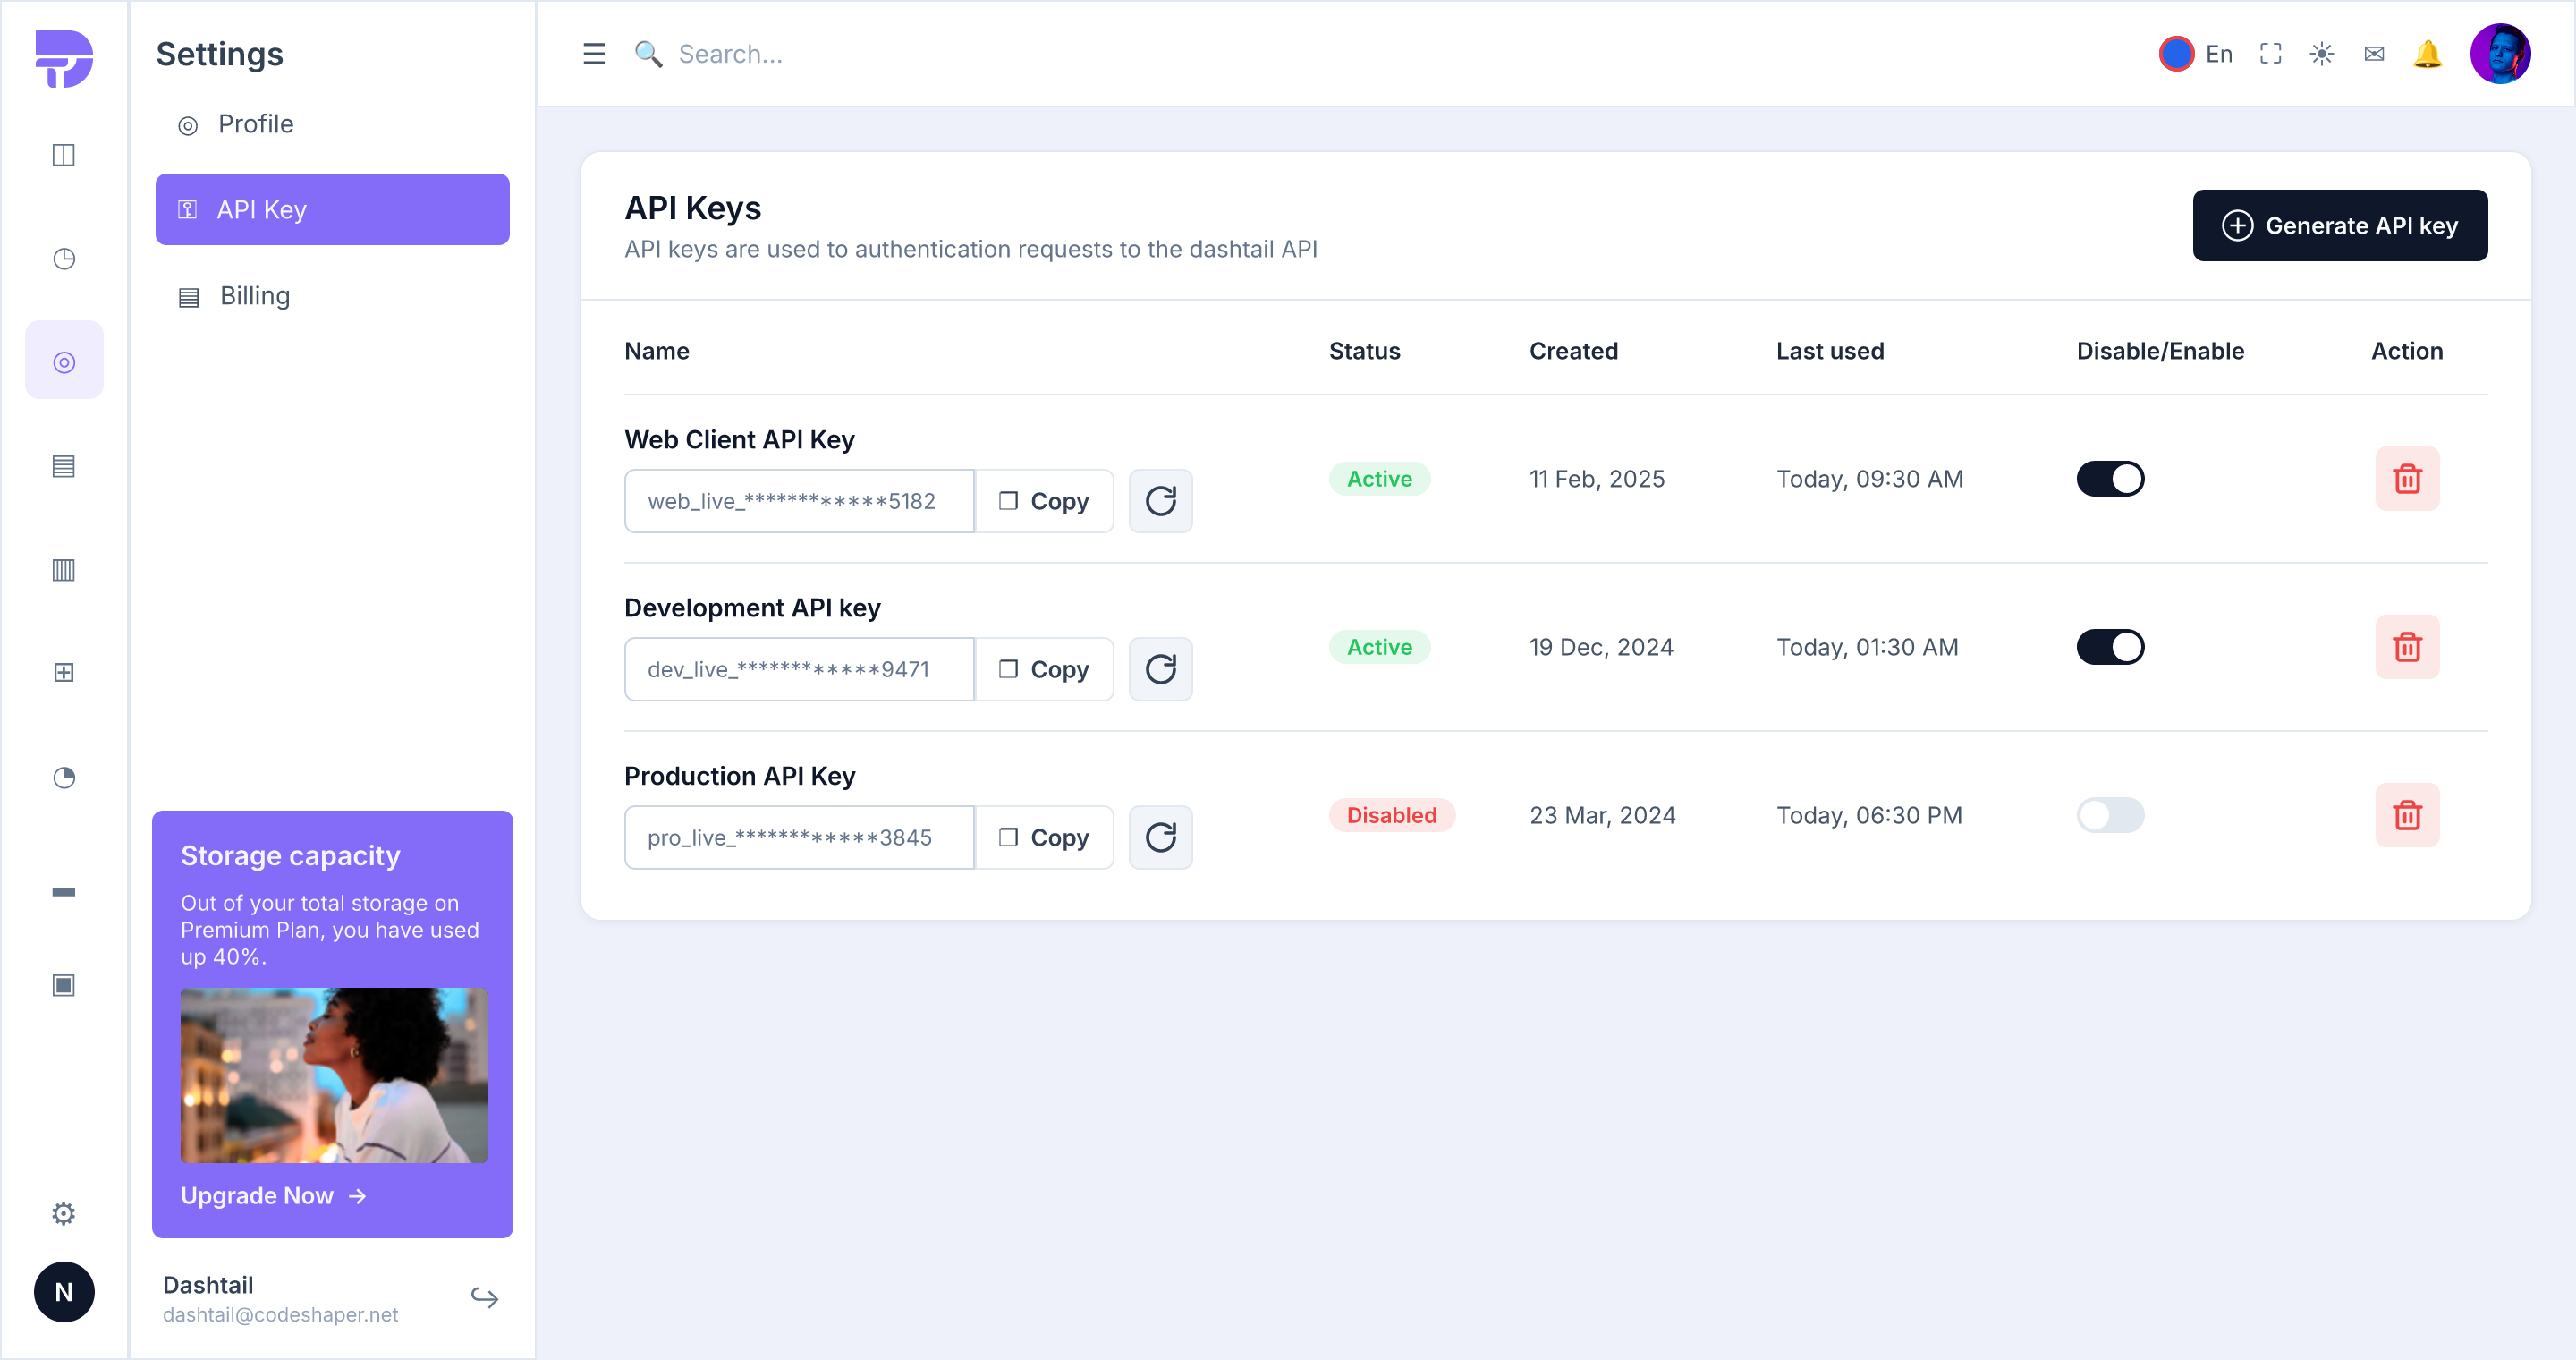 Settings
Profile
API Key
Billing
Storage capacity
Out of your total storage on
Premium Plan, you have used
up 40%.
Upgrade Now →
N
Dashtail
dashtail@codeshaper.net
Search...
En
API Keys
API keys are used to authentication requests to the dashtail API
Generate API key
Name Status Created Last used Disable/Enable Action
Web Client API Key
web_live_************5182 Copy Active 11 Feb, 2025 Today, 09:30 AM
Development API key
dev_live_************9471 Copy Active 19 Dec, 2024 Today, 01:30 AM
Production API Key
pro_live_************3845 Copy Disabled 23 Mar, 2024 Today, 06:30 PM